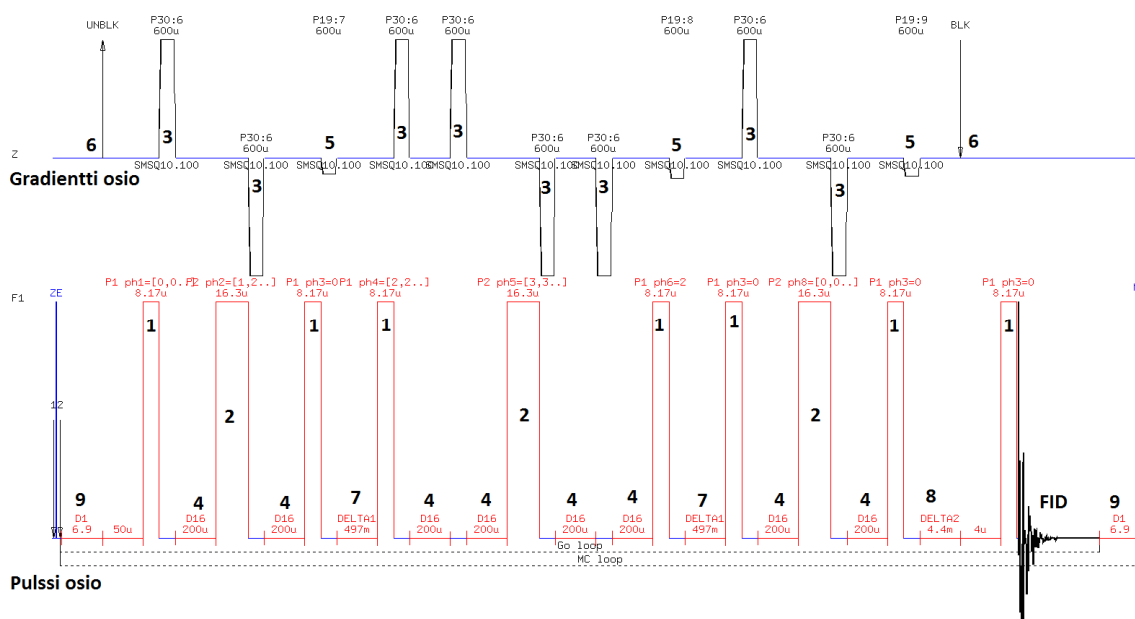 P30:6 P19:7 P30:6 P30:6 P19:8 P30:6 P19:9
UNBLK 600u 600u 600u 600u 600u 600u 600u BLK
P30:6 P30:6 P30:6 P30:6
6 3 600u 5 3 3 600u 600u 5 3 600u 5 6
Z
SMSQ10.100 SMSQ10.100 SMSQ10.100 SMSQ10.100 SMSQ10.100 SMSQ10.100 SMSQ10.100 SMSQ10.100
Gradientti osio 3 3 3 3
P1 ph1=[0,0..] P2 ph2=[1,2..] P1 ph3=0 P1 ph4=[2,2..] P2 ph5=[3,3..] P1 ph6=2 P1 ph3=0 P2 ph8=[0,0..] P1 ph3=0 P1 ph3=0
F1 ZE 8.17u 16.3u 8.17u 8.17u 16.3u 8.17u 8.17u 16.3u 8.17u 8.17u
1 1 1 1 1 1 1
12 2 2 2
9 4 4 7 4 4 4 4 7 4 4 8 FID 9
D1 D16 D16 DELTA1 D16 D16 D16 D16 DELTA1 D16 D16 DELTA2 D1
6.9 50u 200u 200u 497m 200u 200u 200u 200u 497m 200u 200u 4.4m 4u 6.9
Go loop
MC loop
Pulssi osio